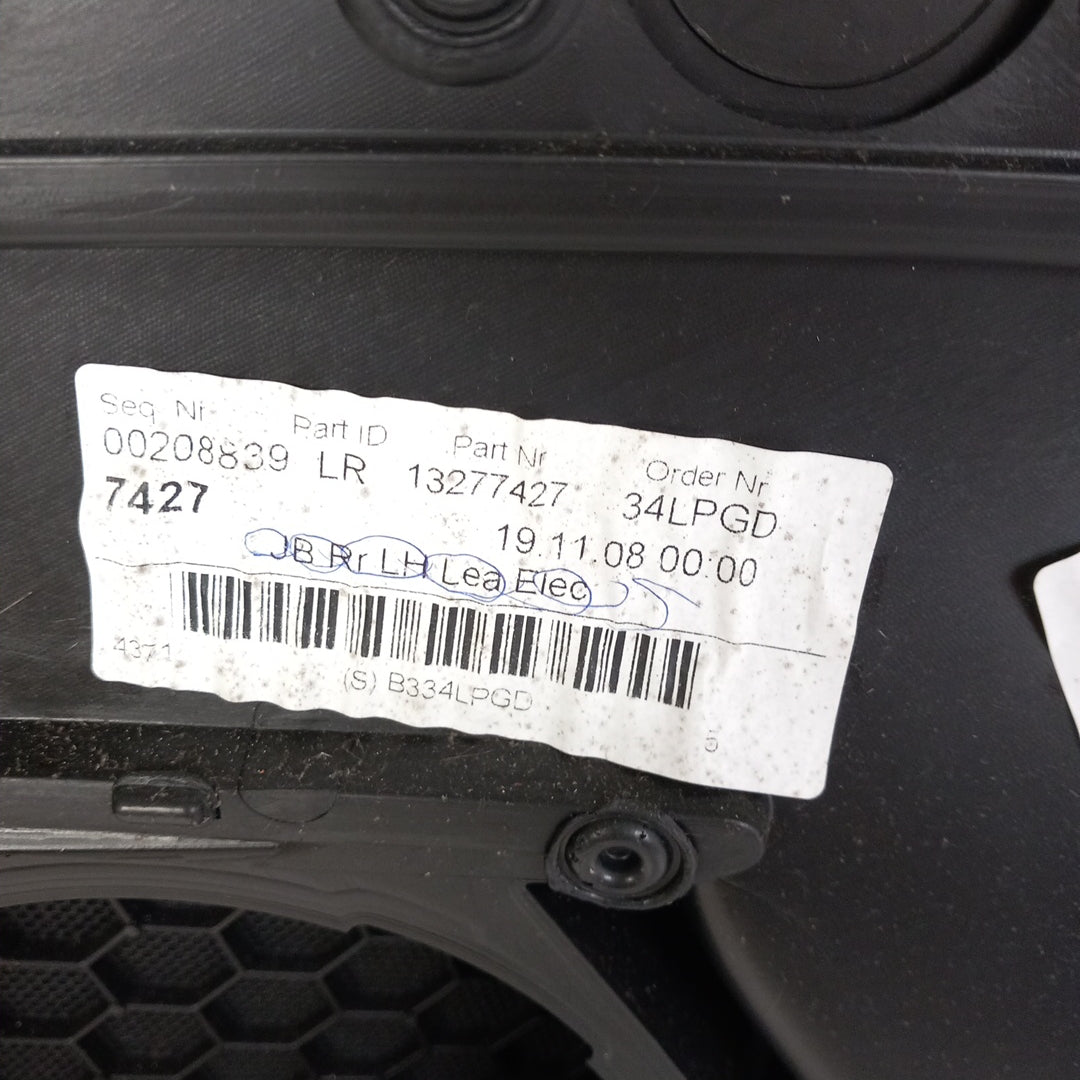 Seq. Nr Part ID Part Nr Order Nr
00208839 LR 13277427 34LPGD
7427 19.11.08 00:00
JB Rr LH Lea Elec
4371
(S) B334LPGD